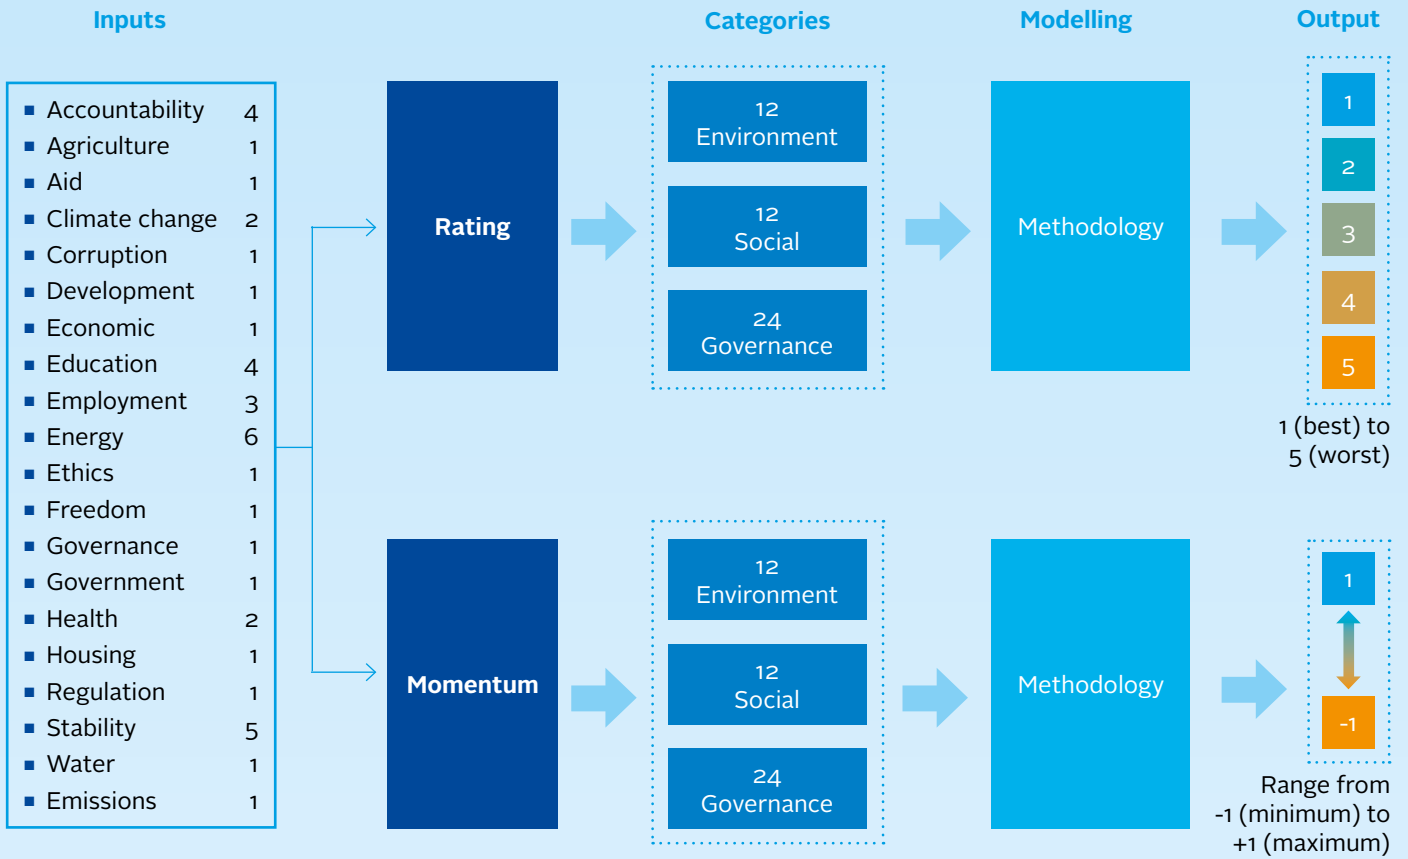 Inputs
Categories
Modelling
Output
Accountability 4
Agriculture 1
Aid 1
Climate change 2
Corruption 1
Development 1
Economic 1
Education 4
Employment 3
Energy 6
Ethics 1
Freedom 1
Governance 1
Government 1
Health 2
Housing 1
Regulation 1
Stability 5
Water 1
Emissions 1
Rating
12
Environment
12
Social
24
Governance
Methodology
1
2
3
4
5
1 (best) to
5 (worst)
Momentum
12
Environment
12
Social
24
Governance
Methodology
1
-1
Range from
-1 (minimum) to
+1 (maximum)